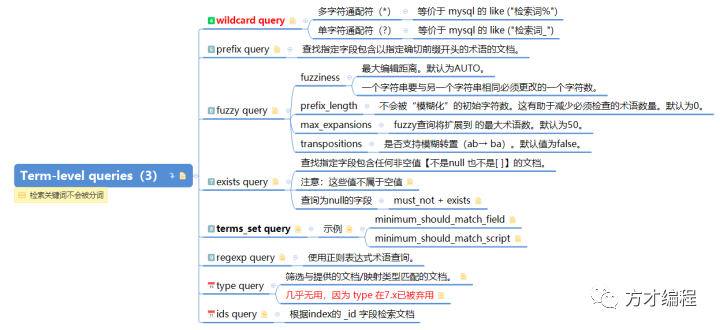 Term-level queries（3）
检索关键词不会被分词
wildcard query
多字符通配符（*）
等价于 mysql 的 like ("检索词%")
单字符通配符（?）
等价于 mysql 的 like ("检索词_")
prefix query
查找指定字段包含以指定确切前缀开头的术语的文档。
fuzzy query
fuzziness
最大编辑距离。默认为AUTO。
一个字符串要与另一个字符串相同必须更改的一个字符数。
prefix_length
不会被“模糊化”的初始字符数。这有助于减少必须检查的术语数量。默认为0。
max_expansions
fuzzy查询将扩展到 的最大术语数。默认为50。
transpositions
是否支持模糊转置（ab→ ba）。默认值为false。
exists query
查找指定字段包含任何非空值【不是null 也不是[ ]】的文档。
注意：这些值不属于空值
查询为null的字段
must_not + exists
terms_set query
示例
minimum_should_match_field
minimum_should_match_script
regexp query
使用正则表达式术语查询。
type query
筛选与提供的文档/映射类型匹配的文档。
几乎无用，因为 type 在7.x已被弃用
ids query
根据index的 _id 字段检索文档
方才编程